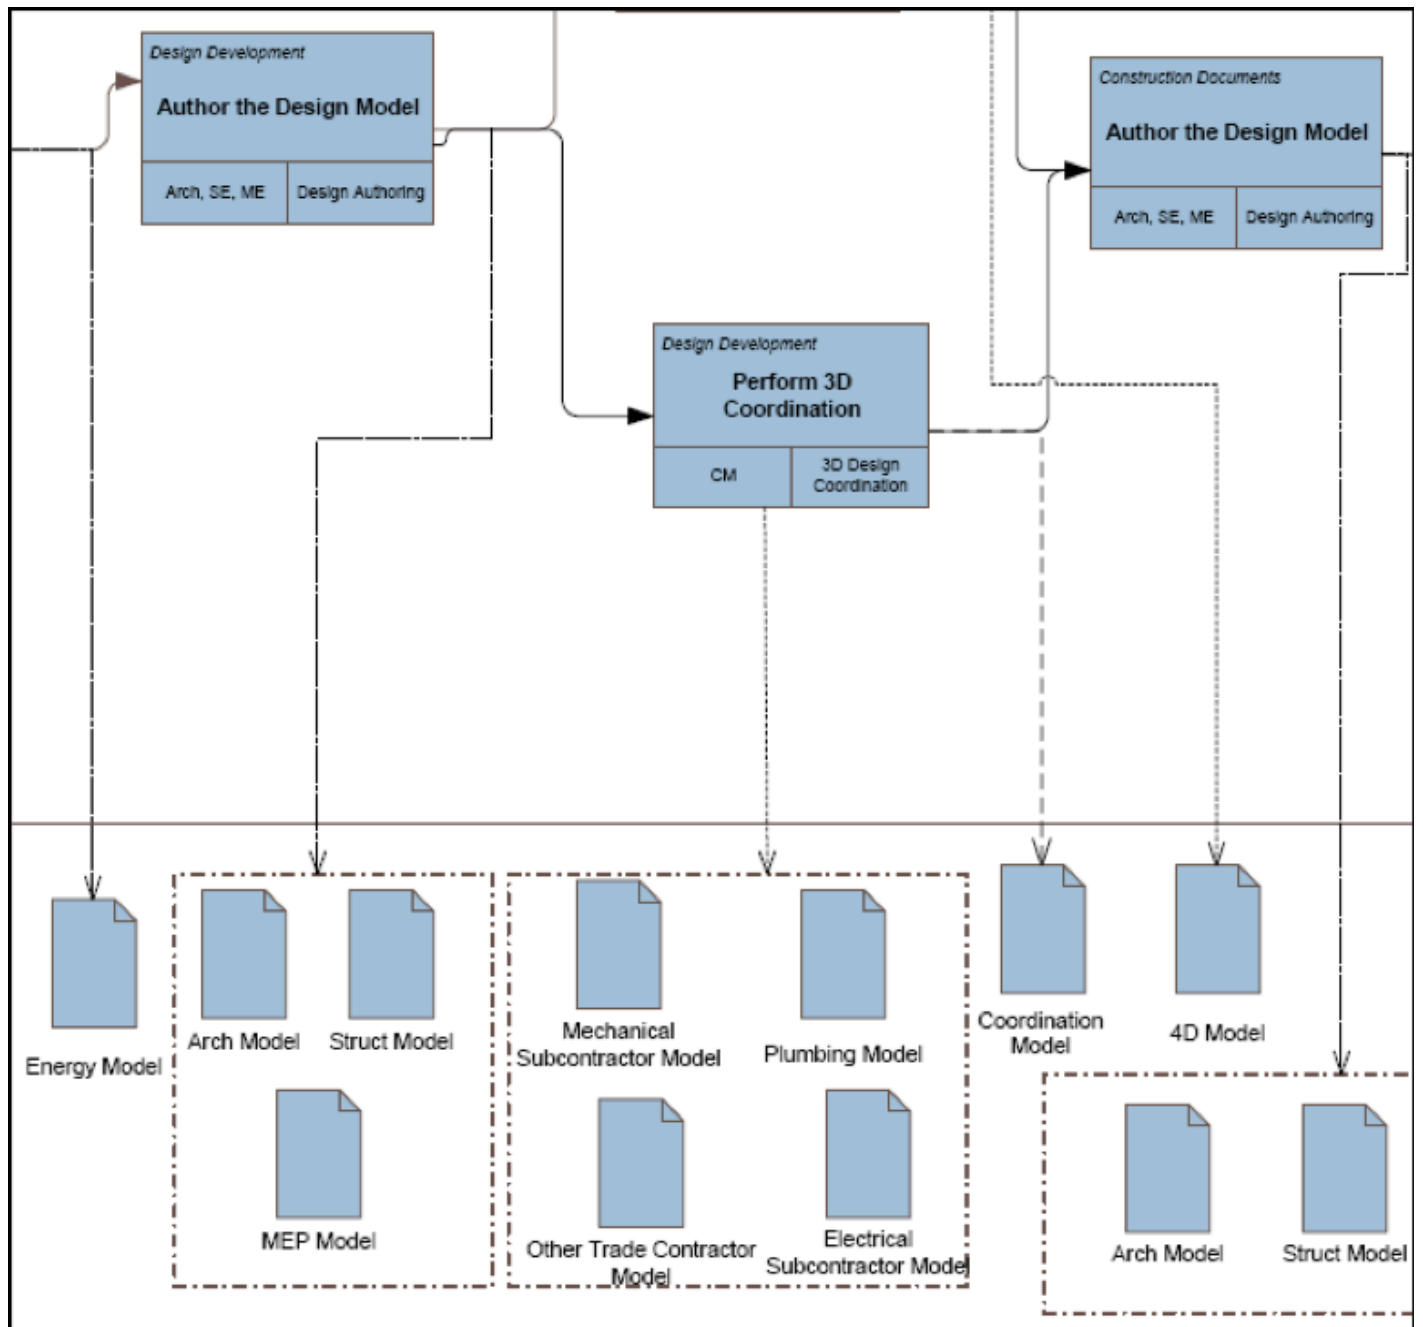 Design Development
Author the Design Model
Arch, SE, ME
Design Authoring
Construction Documents
Author the Design Model
Arch, SE, ME
Design Authoring
Design Development
Perform 3D
Coordination
CM
3D Design
Coordination
Energy Model
Arch Model
Struct Model
MEP Model
Mechanical
Subcontractor Model
Plumbing Model
Other Trade Contractor
Model
Electrical
Subcontractor Model
Coordination
Model
4D Model
Arch Model
Struct Model